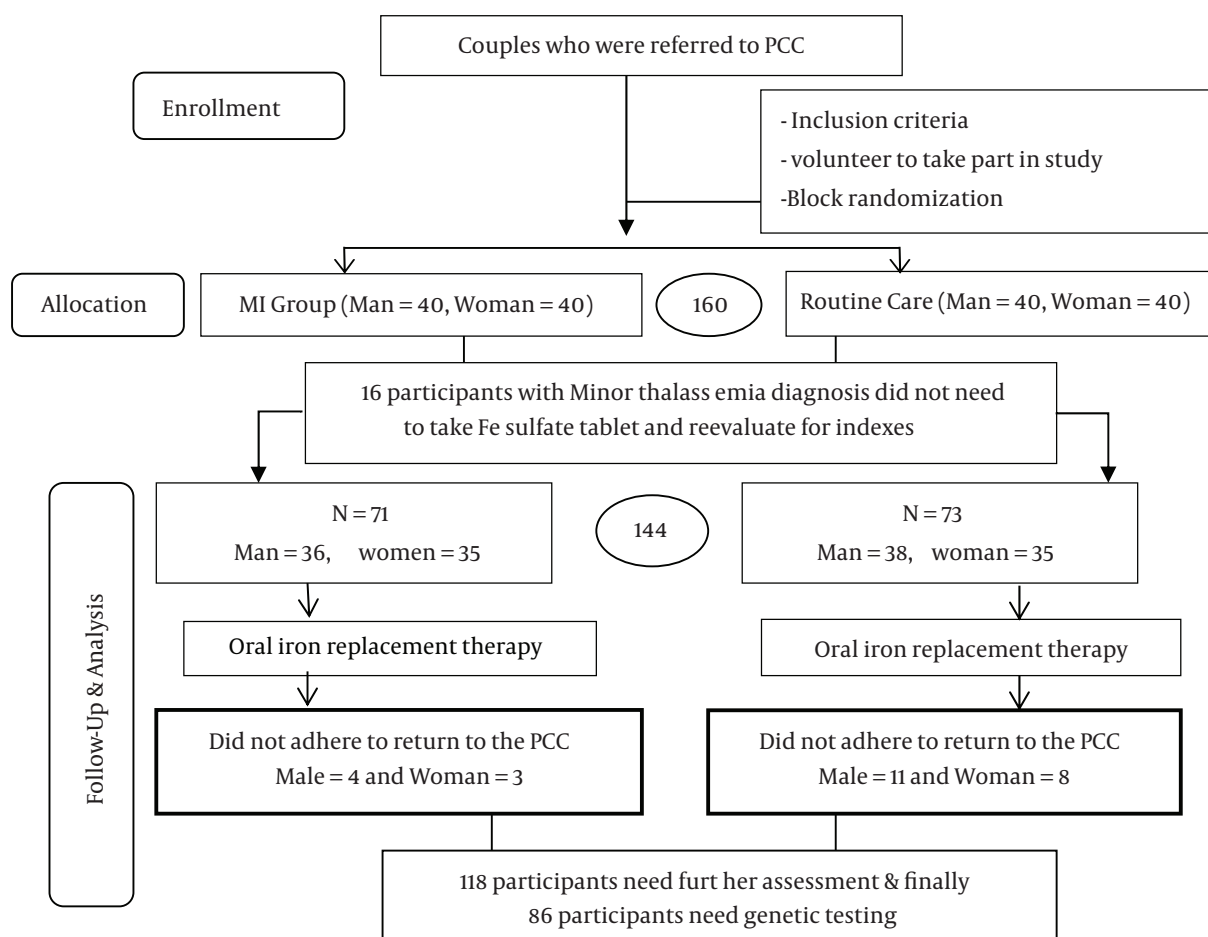 Couples who were referred to PCC
Enrollment
- Inclusion criteria
- volunteer to take part in study
-Block randomization
Allocation
MI Group (Man = 40, Woman = 40)
160
Routine Care (Man = 40, Woman = 40)
16 participants with Minor thalass emia diagnosis did not need
to take Fe sulfate tablet and reevaluate for indexes
Follow-Up & Analysis
N = 71
Man = 36, women = 35
144
N = 73
Man = 38, woman = 35
Oral iron replacement therapy
Oral iron replacement therapy
Did not adhere to return to the PCC
Male = 4 and Woman = 3
Did not adhere to return to the PCC
Male = 11 and Woman = 8
118 participants need furt her assessment & finally
86 participants need genetic testing